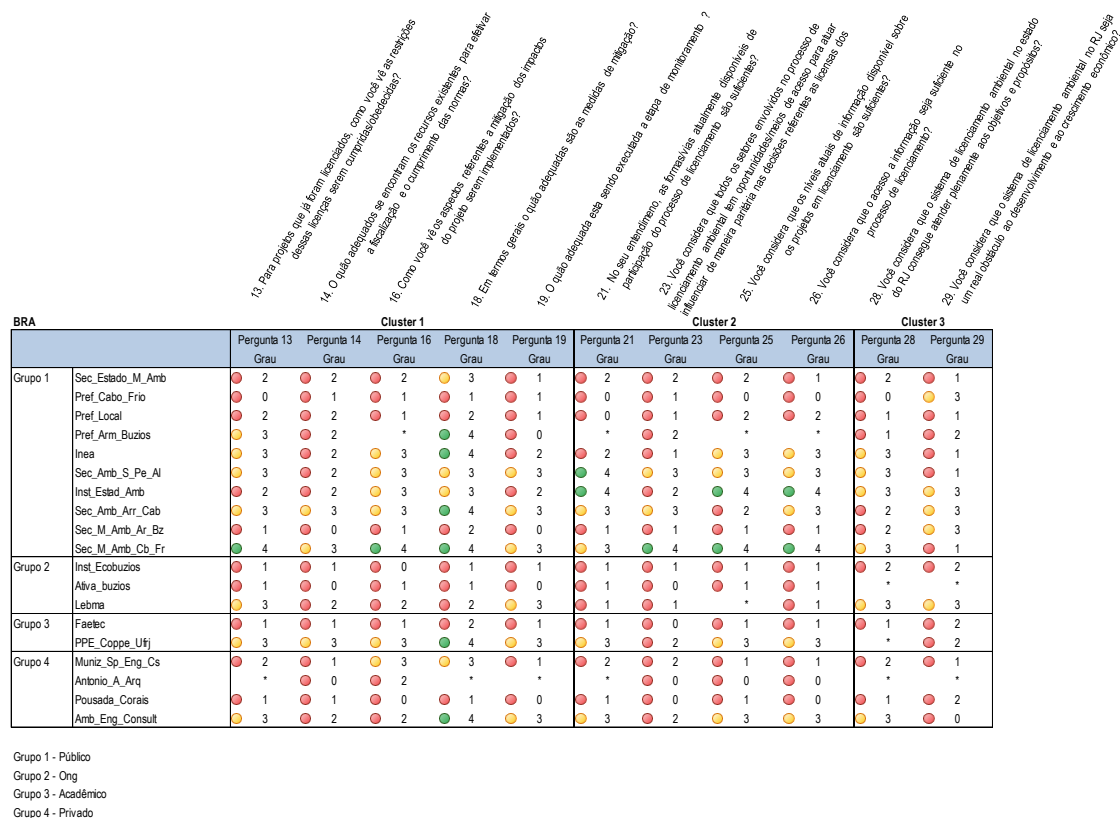 13. Para projetos que já foram licenciados, como você vê as restrições
dessas licenças serem cumpridas/obedecidas?
14. O quão adequados se encontram os recursos existentes para efetivar
a fiscalização e o cumprimento das normas?
16. Como você vê os aspectos referentes a mitigação dos impactos
do projeto serem implementados?
18. Em termos gerais o quão adequadas são as medidas de mitigação?
19. O quão adequada esta sendo executada a etapa de monitoramento ?
21. No seu entendimeno, as formas/vias atualmente disponíveis de
participação do processo de licenciamento são suficientes?
23. Você considera que todos os setores envolvidos no processo de
licenciamento ambiental tem oportunidades/meios de acesso para atuar
influenciar de maneira paritária nas decisões referentes as licensas dos
25. Você considera que os níveis atuais de informação disponível sobre
os projetos em licenciamento são suficientes?
26. Você considera que o acesso a informação seja suficiente no
processo de licenciamento?
28. Você considera que o sistema de licenciamento ambiental no estado
do RJ consegue atender plenamente aos objetivos e propósitos?
29. Você considera que o sistema de licenciamento ambiental no RJ seja
um real obstáculo ao desenvolvimento e ao crescimento econômico?
BRA Cluster 1 Cluster 2 Cluster 3
Pergunta 13 Pergunta 14 Pergunta 16 Pergunta 18 Pergunta 19 Pergunta 21 Pergunta 23 Pergunta 25 Pergunta 26 Pergunta 28 Pergunta 29
Grau Grau Grau Grau Grau Grau Grau Grau Grau Grau Grau
Grupo 1 Sec_Estado_M_Amb 2 2 2 3 1 2 2 2 1 2 1
Pref_Cabo_Frio 0 1 1 1 1 0 1 0 0 0 3
Pref_Local 2 2 1 2 1 0 1 2 2 1 1
Pref_Arm_Buzios 3 2 * 4 0 * 2 * * 1 2
Inea 3 2 3 4 2 2 1 3 3 3 1
Sec_Amb_S_Pe_Al 3 2 3 3 3 4 3 3 3 3 1
Inst_Estad_Amb 2 2 3 3 2 4 2 4 4 3 3
Sec_Amb_Arr_Cab 3 3 3 4 3 3 3 2 3 2 3
Sec_M_Amb_Ar_Bz 1 0 1 2 0 1 1 1 1 2 3
Sec_M_Amb_Cb_Fr 4 3 4 4 3 3 4 4 4 3 1
Grupo 2 Inst_Ecobuzios 1 1 0 1 1 1 1 1 1 2 2
Ativa_buzios 1 0 1 1 0 1 0 1 1 * *
Lebma 3 2 2 2 3 1 1 * 1 3 3
Grupo 3 Faetec 1 1 1 2 1 1 0 1 1 1 2
PPE_Coppe_Ufrj 3 3 3 4 3 3 2 3 3 * 2
Grupo 4 Muniz_Sp_Eng_Cs 2 1 3 3 1 2 2 1 1 2 1
Antonio_A_Arq * 0 2 * * * 0 0 0 * *
Pousada_Corais 1 1 0 1 0 1 0 1 0 1 2
Amb_Eng_Consult 3 2 2 4 3 3 2 3 3 3 0
Grupo 1 - Público
Grupo 2 - Ong
Grupo 3 - Acadêmico
Grupo 4 - Privado